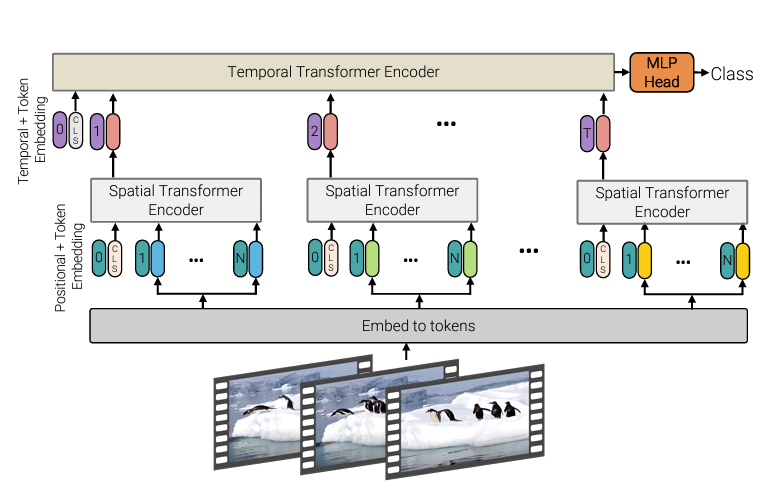 Temporal Transformer Encoder
MLP
Head
Class
Temporal + Token
Embedding
0
CLS
1
2
...
T
Spatial Transformer
Encoder
Spatial Transformer
Encoder
Spatial Transformer
Encoder
Positional + Token
Embedding
0
CLS
1
...
N
0
CLS
1
...
N
...
0
CLS
1
...
N
Embed to tokens